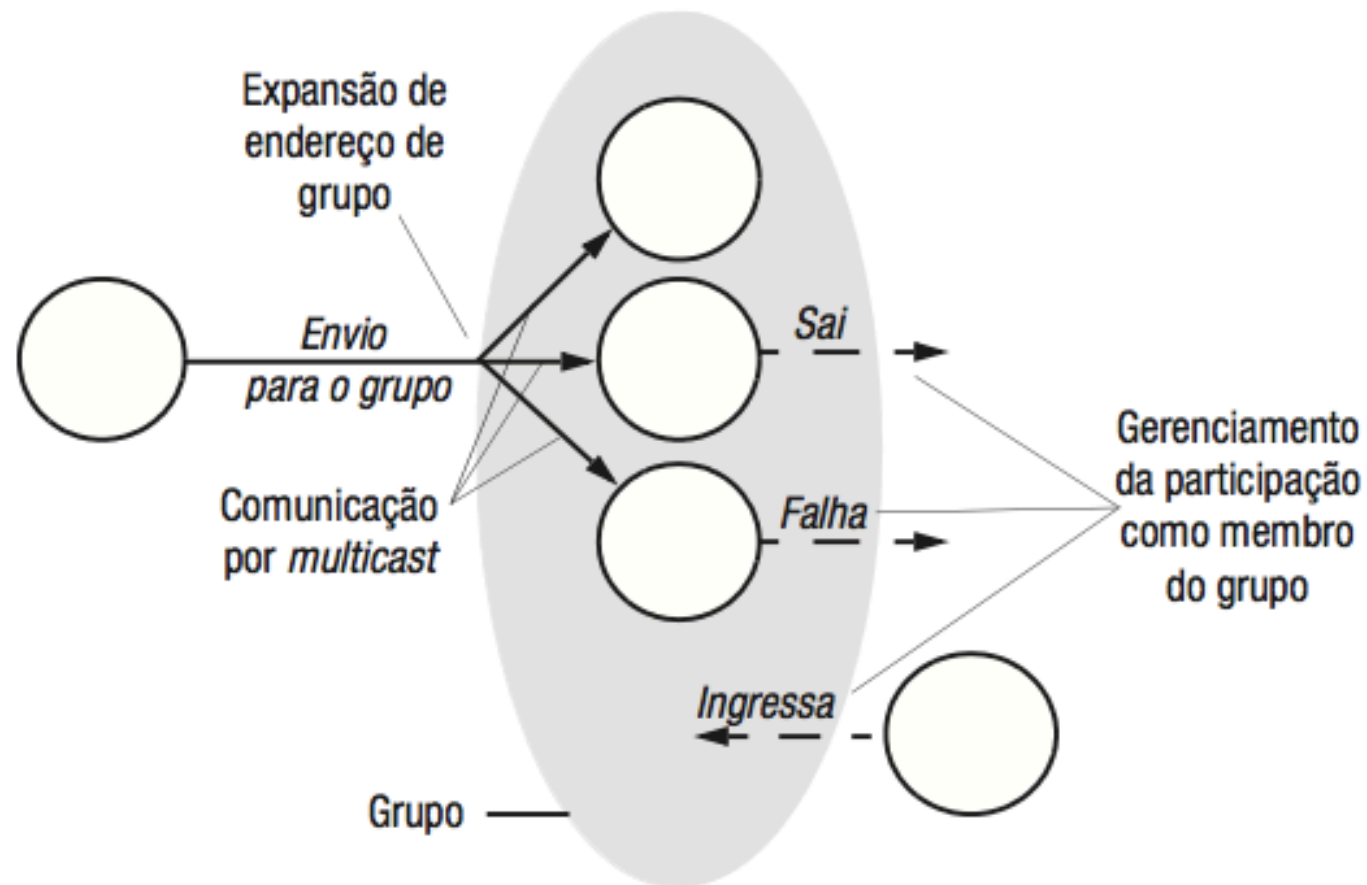 Expansão de
endereço de
grupo
Envio
para o grupo
Sai
Comunicação
por multicast
Falha
Gerenciamento
da participação
como membro
do grupo
Ingressa
Grupo